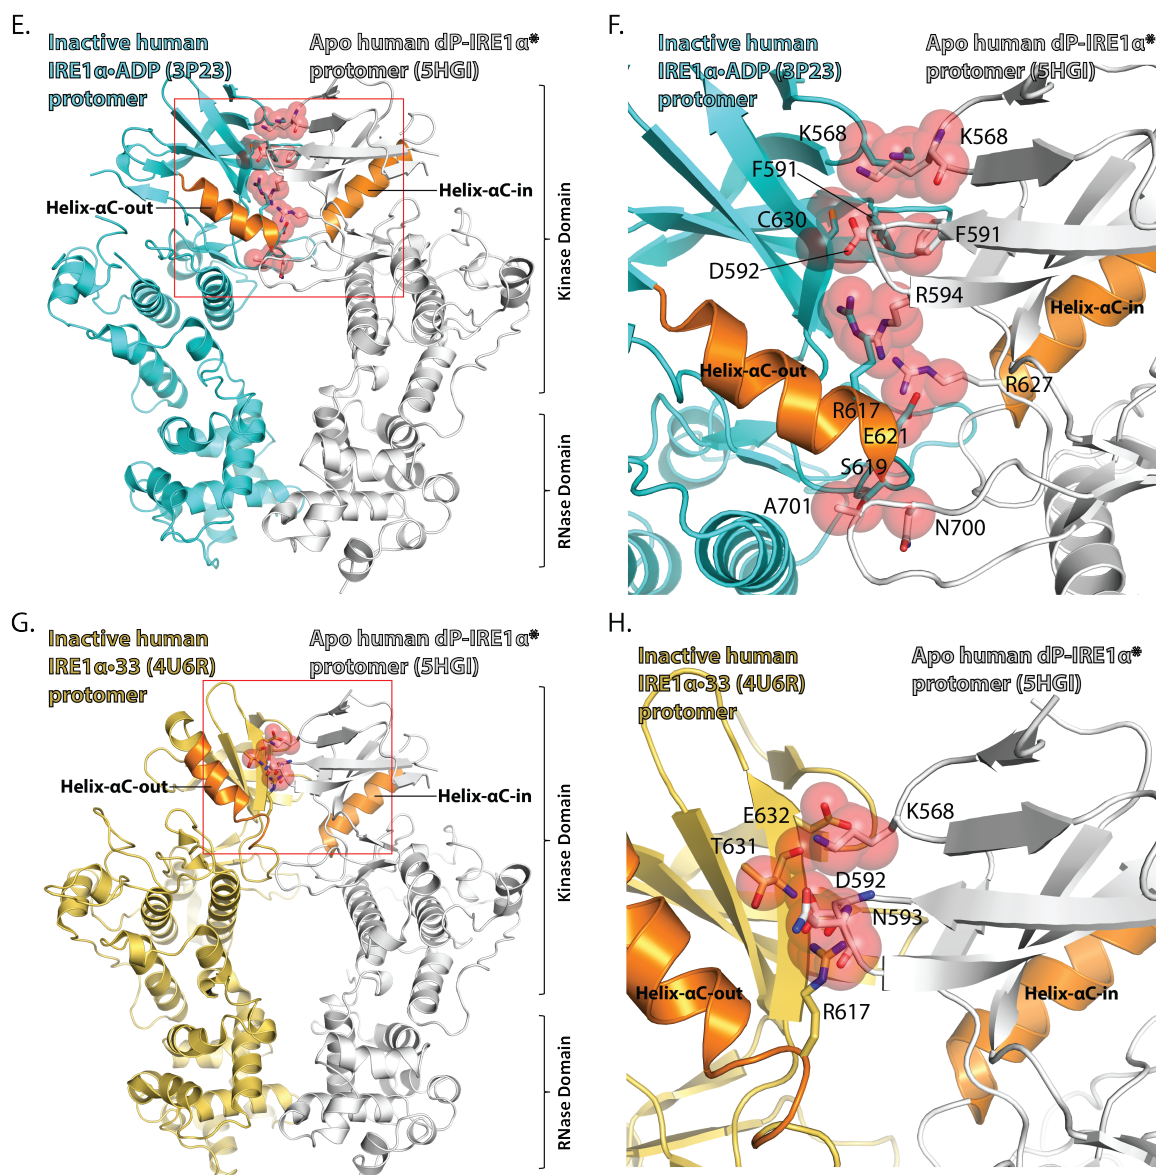 E.
Inactive human
IRE1α•ADP (3P23)
protomer
Apo human dP-IRE1α*
protomer (5HGI)
Helix-αC-out
Helix-αC-in
Kinase Domain
RNase Domain
F.
Inactive human
IRE1α•ADP (3P23)
protomer
Apo human dP-IRE1α*
protomer (5HGI)
K568
K568
F591
C630
F591
D592
R594
Helix-αC-in
Helix-αC-out
R627
R617
E621
S619
A701
N700
G.
Inactive human
IRE1α•33 (4U6R)
protomer
Apo human dP-IRE1α*
protomer (5HGI)
Helix-αC-out
Helix-αC-in
Kinase Domain
RNase Domain
H.
Inactive human
IRE1α•33 (4U6R)
protomer
Apo human dP-IRE1α*
protomer (5HGI)
E632
K568
T631
D592
N593
Helix-αC-out
Helix-αC-in
R617